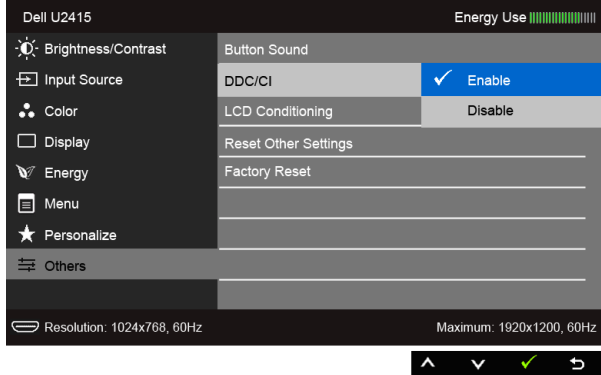 Dell U2415 Energy Use
Brightness/Contrast Button Sound
Input Source DDC/CI Enable
Color LCD Conditioning Disable
Display Reset Other Settings
Energy Factory Reset
Menu
Personalize
Others
Resolution: 1024x768, 60Hz Maximum: 1920x1200, 60Hz